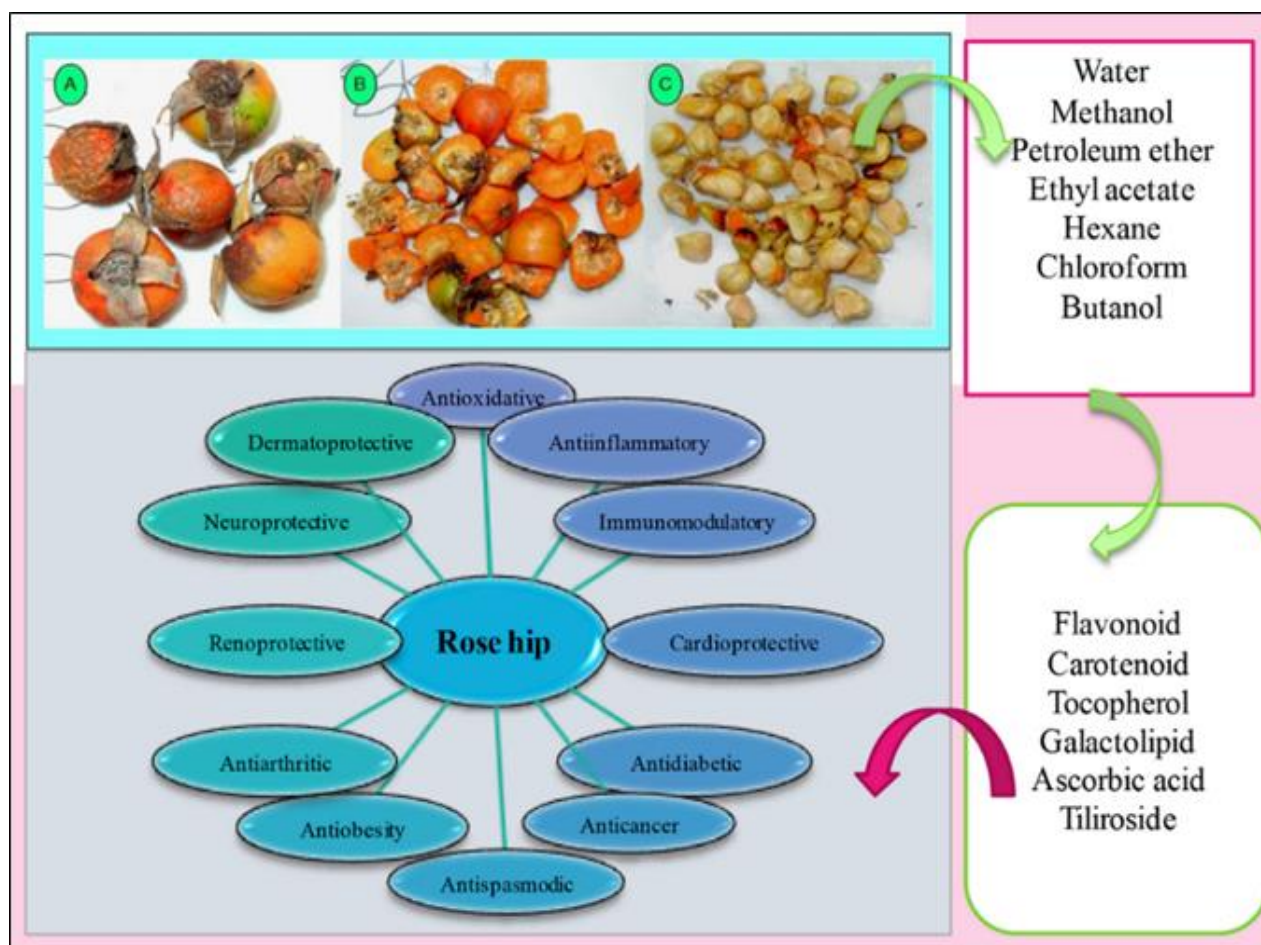 A
B
C
Water
Methanol
Petroleum ether
Ethyl acetate
Hexane
Chloroform
Butanol
Antioxidative
Dermatoprotective
Antiinflammatory
Neuroprotective
Immunomodulatory
Renoprotective
Rose hip
Cardioprotective
Antiarthritic
Antidiabetic
Antiobesity
Anticancer
Antispasmodic
Flavonoid
Carotenoid
Tocopherol
Galactolipid
Ascorbic acid
Tiliroside